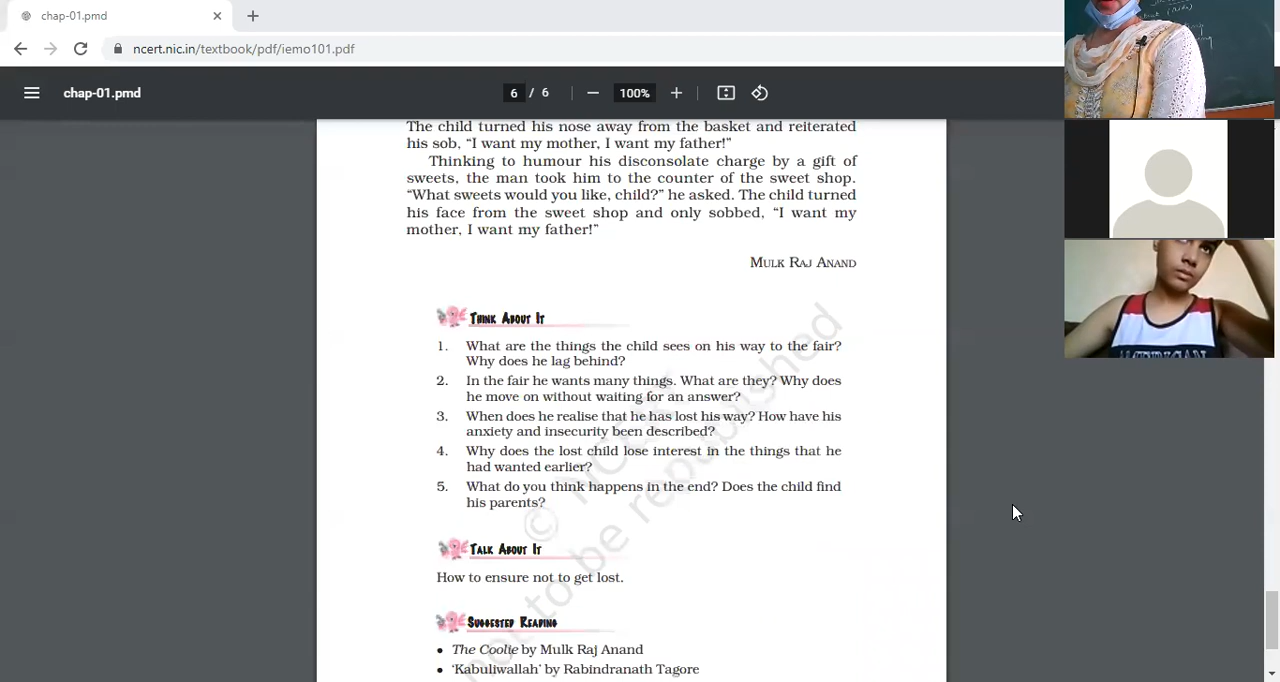 chap-01.pmd
ncert.nic.in/textbook/pdf/iemo101.pdf
chap-01.pmd
6 / 6
100%
The child turned his nose away from the basket and reiterated
his sob, “I want my mother, I want my father!”
Thinking to humour his disconsolate charge by a gift of
sweets, the man took him to the counter of the sweet shop.
“What sweets would you like, child?” he asked. The child turned
his face from the sweet shop and only sobbed, “I want my
mother, I want my father!”
MULK RAJ ANAND
THINK ABOUT IT
1. What are the things the child sees on his way to the fair?
Why does he lag behind?
2. In the fair he wants many things. What are they? Why does
he move on without waiting for an answer?
3. When does he realise that he has lost his way? How have his
anxiety and insecurity been described?
4. Why does the lost child lose interest in the things that he
had wanted earlier?
5. What do you think happens in the end? Does the child find
his parents?
TALK ABOUT IT
How to ensure not to get lost.
SUGGESTED READING
• The Coolie by Mulk Raj Anand
• ‘Kabuliwallah’ by Rabindranath Tagore
© NCERT
not to be republished